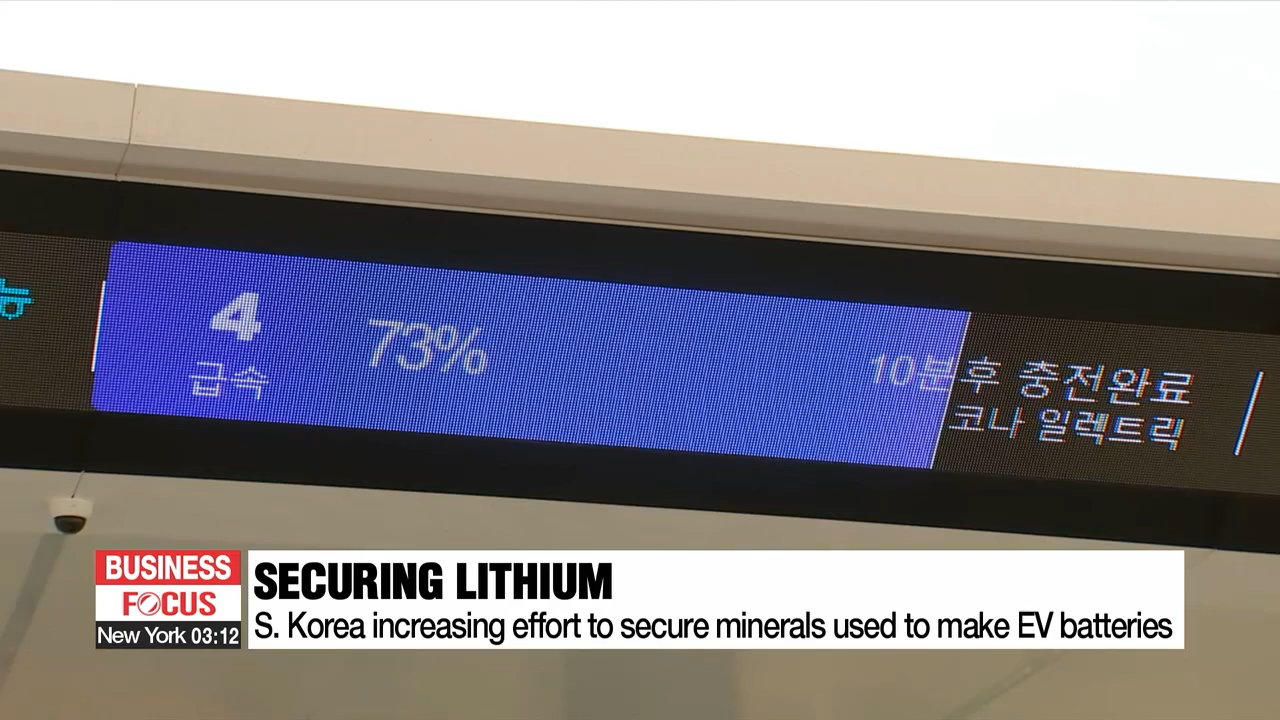 4
급속
73%
10분 후 충전완료
코나 일렉트릭
BUSINESS
FOCUS
New York 03:12
SECURING LITHIUM
S. Korea increasing effort to secure minerals used to make EV batteries